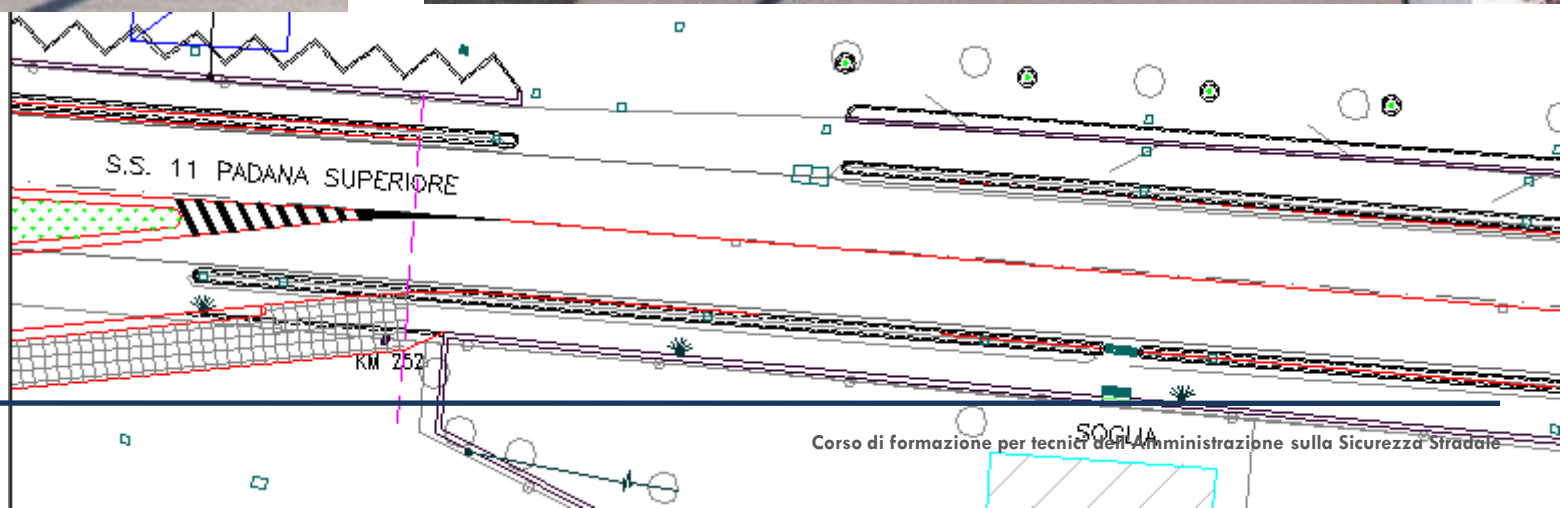 S.S. 11 PADANA SUPERIORE
KM 252
SOGLIA
Corso di formazione per tecnici dell'Amministrazione sulla Sicurezza Stradale